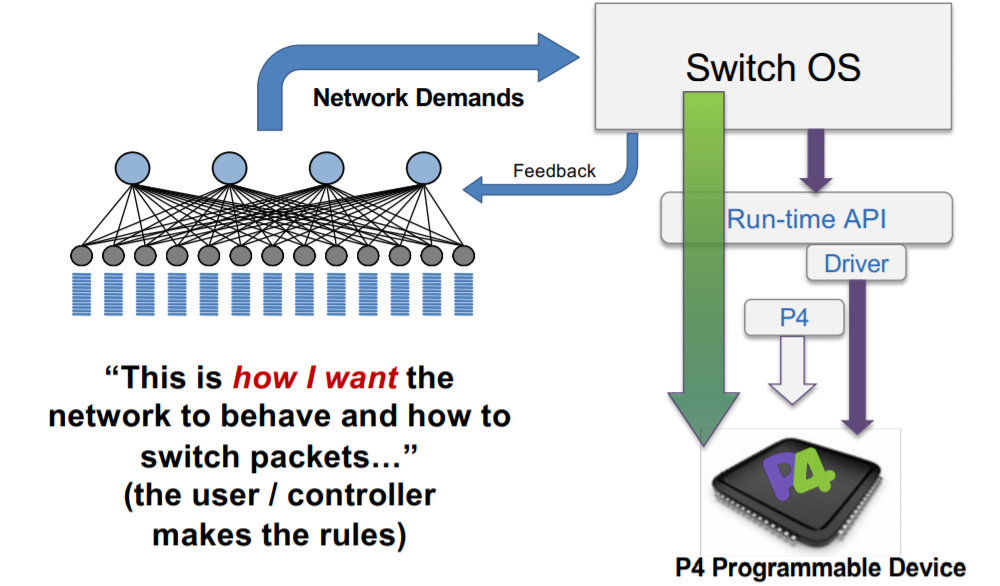 Switch OS
Network Demands
Feedback
Run-time API
Driver
P4
“This is how I want the
network to behave and how to
switch packets…”
(the user / controller
makes the rules)
P4
P4 Programmable Device